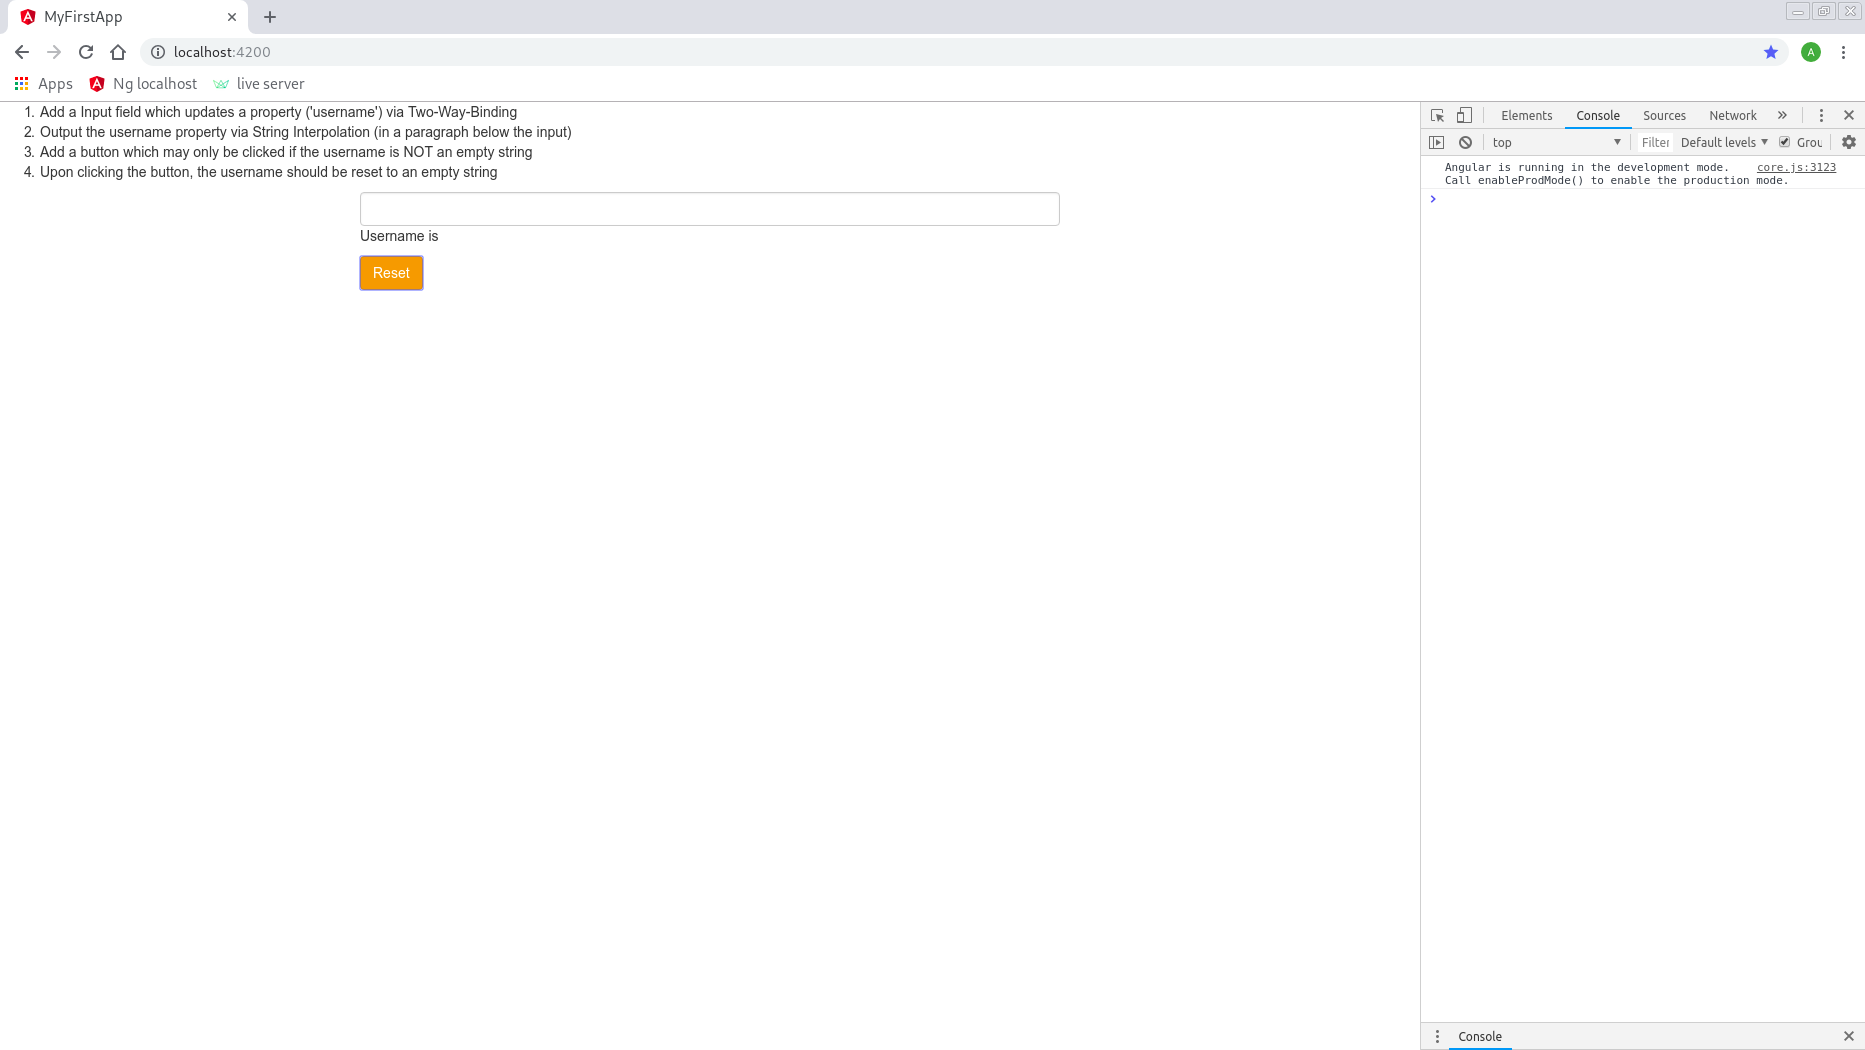 MyFirstApp
localhost:4200
A
Apps Ng localhost live server
1. Add a Input field which updates a property ('username') via Two-Way-Binding
2. Output the username property via String Interpolation (in a paragraph below the input)
3. Add a button which may only be clicked if the username is NOT an empty string
4. Upon clicking the button, the username should be reset to an empty string
Username is
Reset
Elements Console Sources Network »
top Filter Default levels Grou
Angular is running in the development mode. core.js:3123
Call enableProdMode() to enable the production mode.
Console